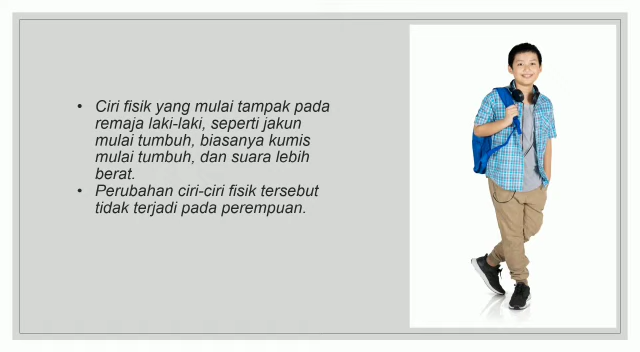 • Ciri fisik yang mulai tampak pada
remaja laki-laki, seperti jakun
mulai tumbuh, biasanya kumis
mulai tumbuh, dan suara lebih
berat.
• Perubahan ciri-ciri fisik tersebut
tidak terjadi pada perempuan.